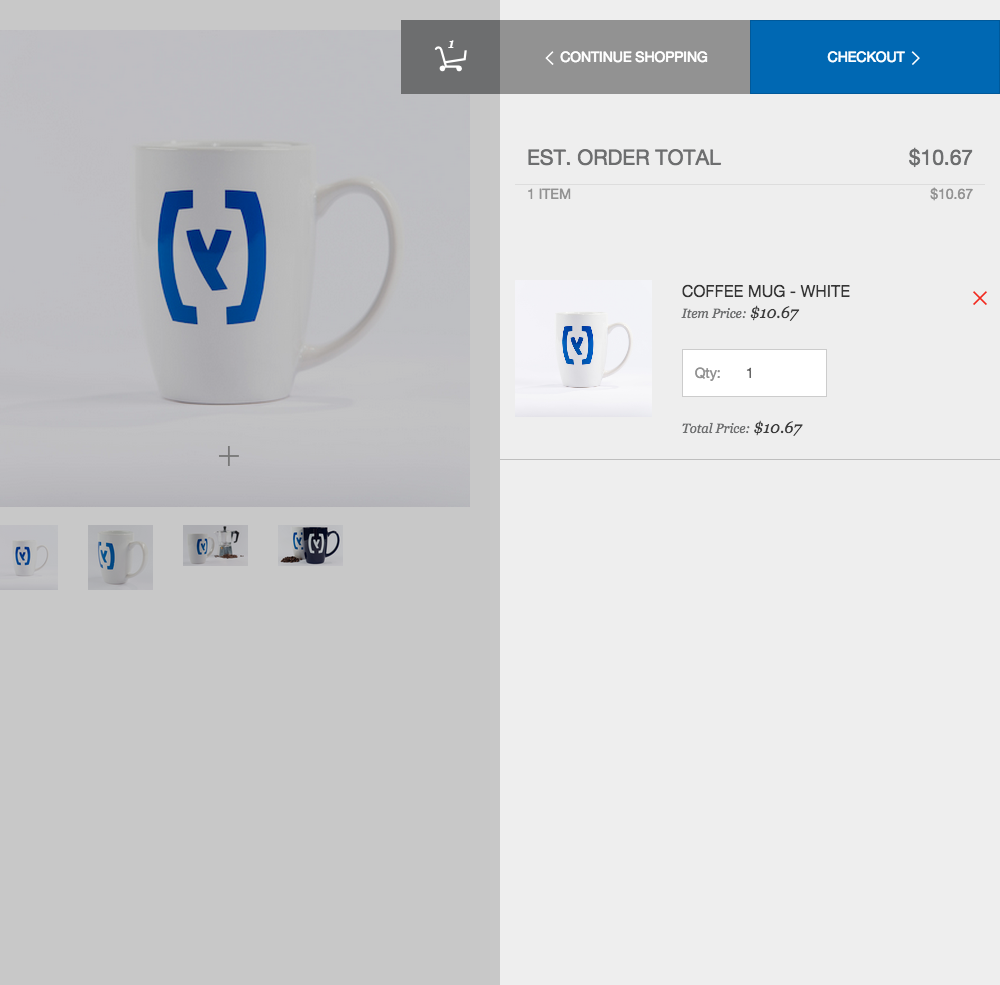 1
CONTINUE SHOPPING
CHECKOUT
EST. ORDER TOTAL $10.67
1 ITEM $10.67
COFFEE MUG - WHITE
Item Price: $10.67
Qty: 1
Total Price: $10.67